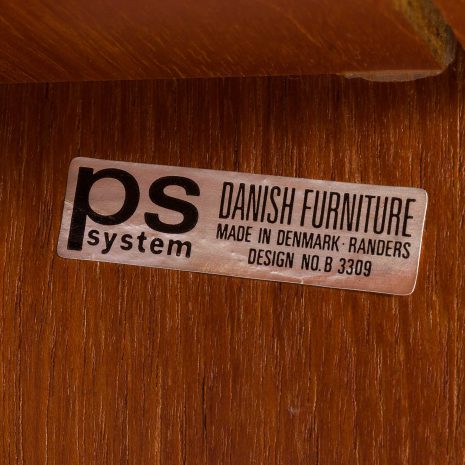 ps
system
DANISH FURNITURE
MADE IN DENMARK · RANDERS
DESIGN NO. B 3309